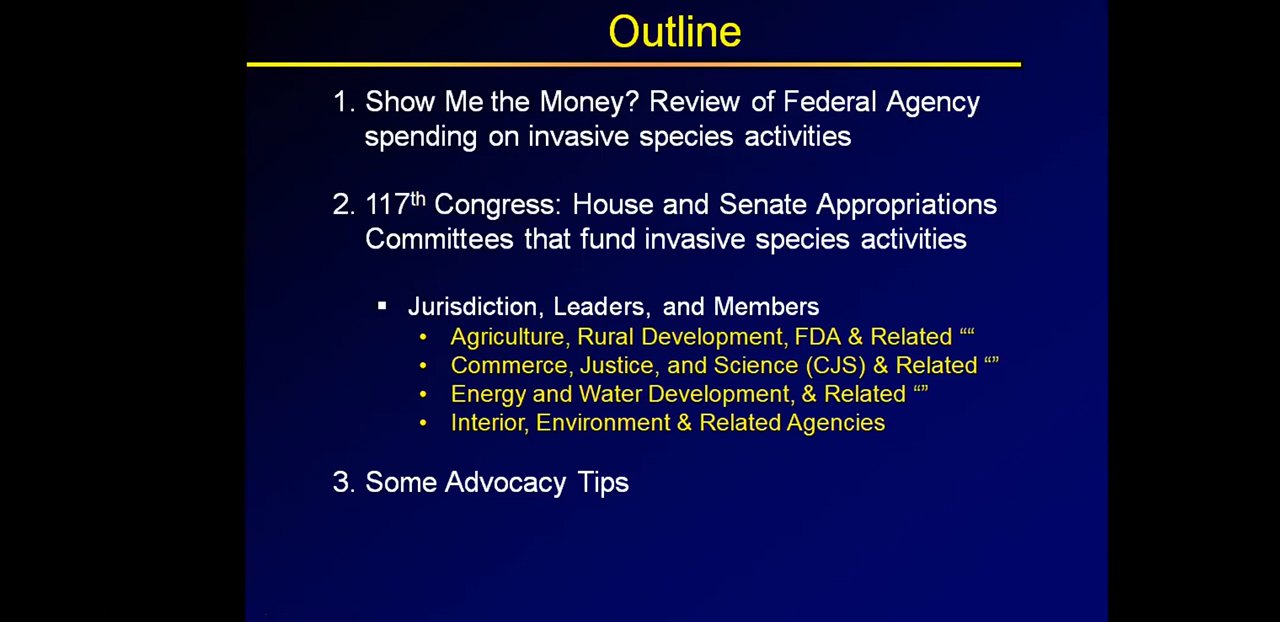 Outline
1. Show Me the Money? Review of Federal Agency
spending on invasive species activities
2. 117th Congress: House and Senate Appropriations
Committees that fund invasive species activities
▪ Jurisdiction, Leaders, and Members
• Agriculture, Rural Development, FDA & Related ““
• Commerce, Justice, and Science (CJS) & Related “”
• Energy and Water Development, & Related “”
• Interior, Environment & Related Agencies
3. Some Advocacy Tips